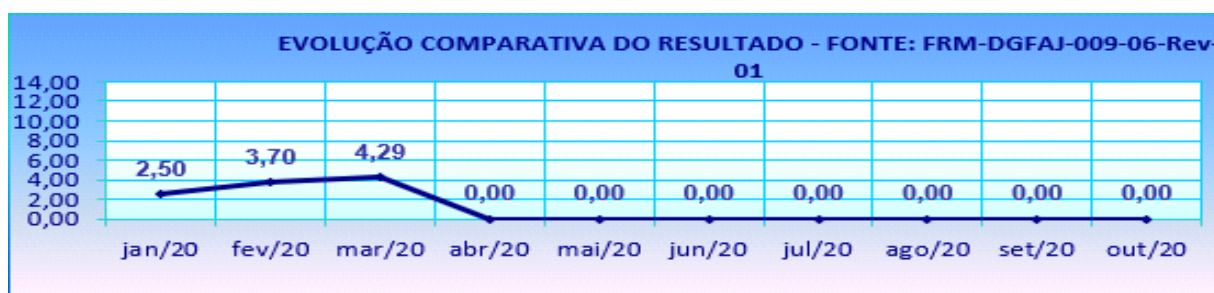 EVOLUÇÃO COMPARATIVA DO RESULTADO - FONTE: FRM-DGFAJ-009-06-Rev-
01
14,00
12,00
10,00
8,00
6,00
4,00
2,00
0,00
2,50
3,70
4,29
0,00
0,00
0,00
0,00
0,00
0,00
0,00
jan/20
fev/20
mar/20
abr/20
mai/20
jun/20
jul/20
ago/20
set/20
out/20